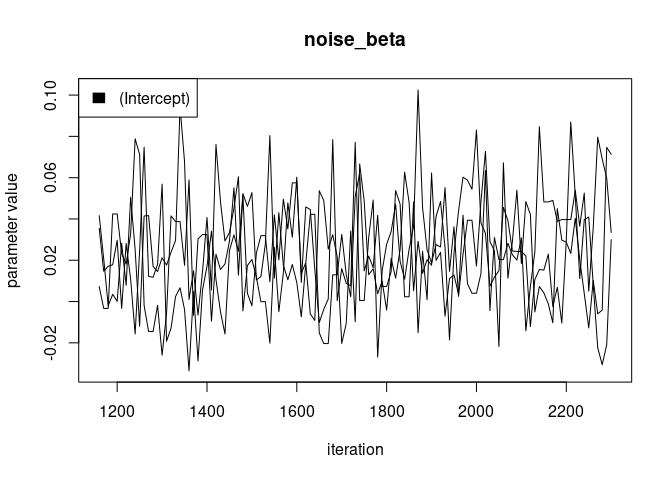 noise_beta
(Intercept)
0.10
0.06
0.02
-0.02
parameter value
1200 1400 1600 1800 2000 2200
iteration